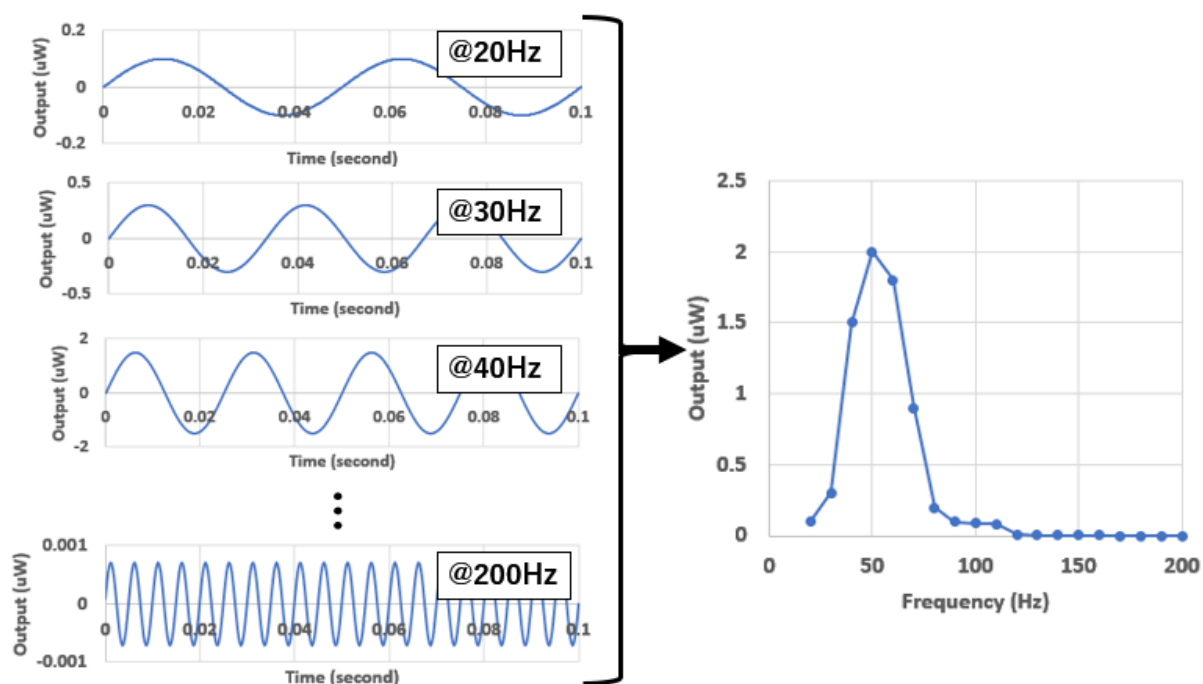 0.2
@20Hz
Output (uW)
0
0 0.02 0.04 0.06 0.08 0.1
-0.2
Time (second)
0.5
@30Hz
Output (uW)
0
0 0.02 0.04 0.06 0.08 0.1
-0.5
Time (second)
2
@40Hz
Output (uW)
0
0 0.02 0.04 0.06 0.08 0.1
-2
Time (second)
0.001
@200Hz
Output (uW)
0
0 0.02 0.04 0.06 0.08 0.1
-0.001
Time (second)
2.5
2
1.5
Output (uW)
1
0.5
0
0 50 100 150 200
Frequency (Hz)